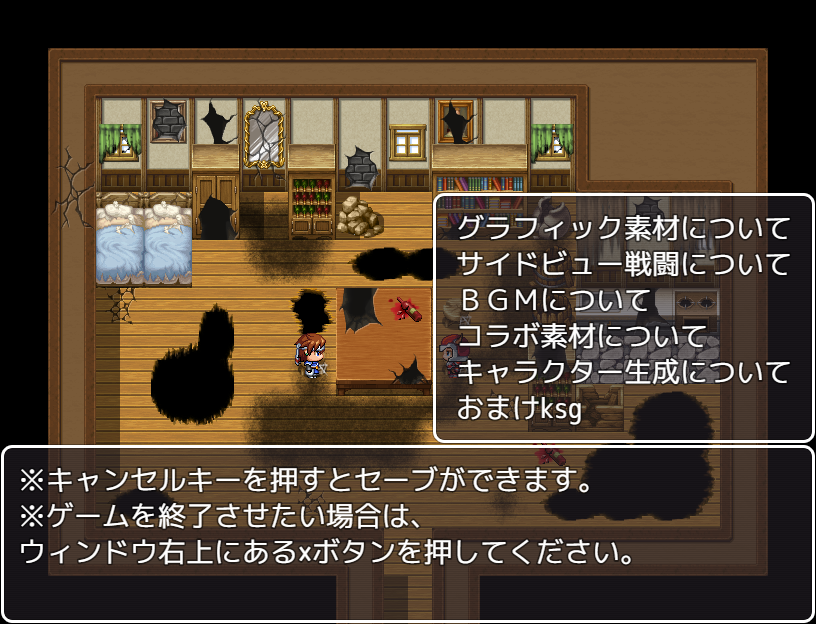 グラフィック素材について
サイドビュー戦闘について
ＢＧＭについて
コラボ素材について
キャラクター生成について
おまけksg
※キャンセルキーを押すとセーブができます。
※ゲームを終了させたい場合は、
ウィンドウ右上にあるxボタンを押してください。